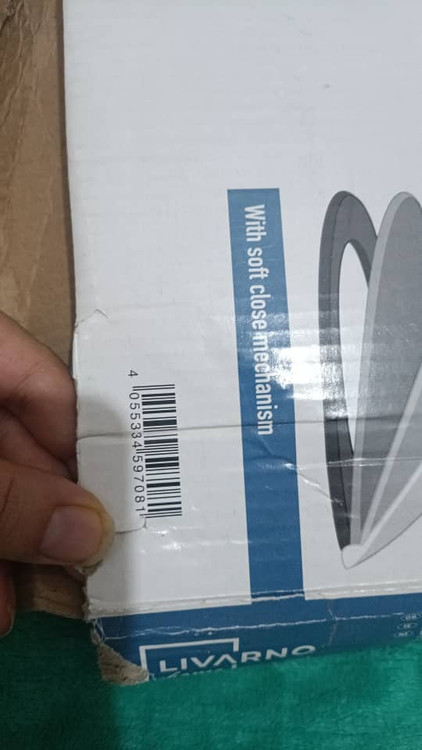 With soft close mechanism
4 055334 597081
LIVARNO